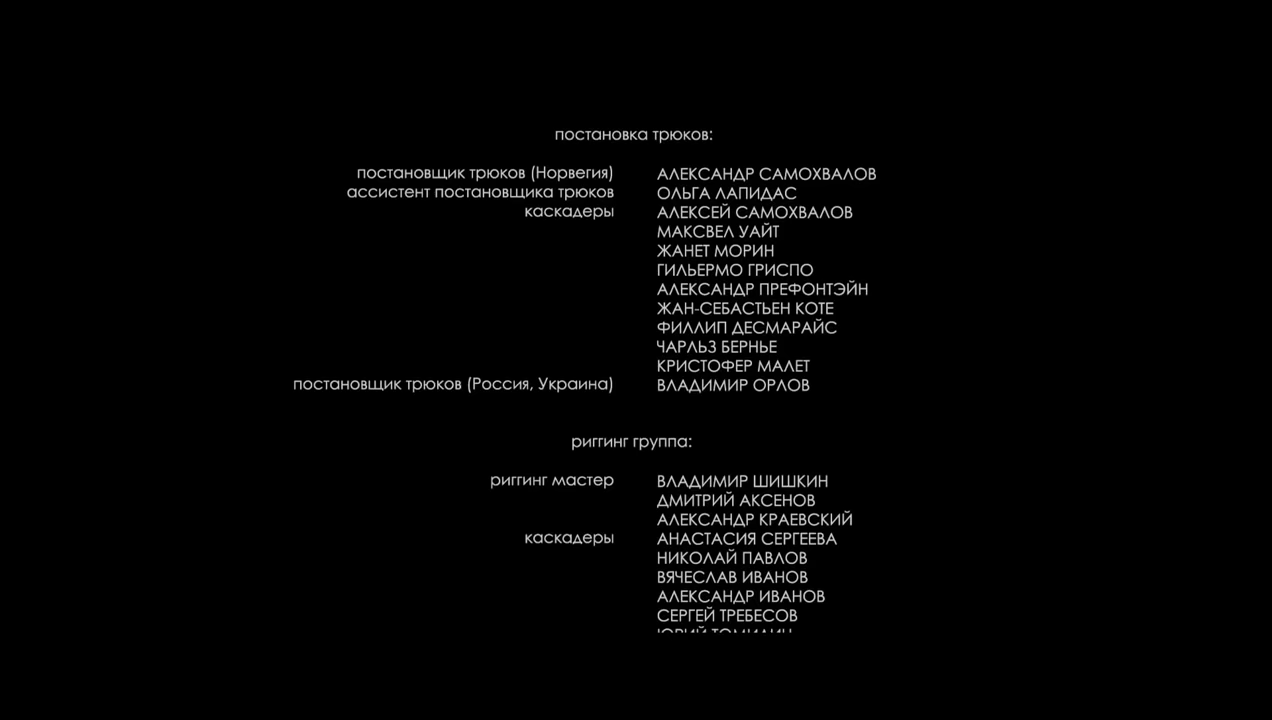 постановка трюков:
постановщик трюков (Норвегия) АЛЕКСАНДР САМОХВАЛОВ
ассистент постановщика трюков ОЛЬГА ЛАПИДАС
каскадеры АЛЕКСЕЙ САМОХВАЛОВ
МАКСВЕЛ УАЙТ
ЖАНЕТ МОРИН
ГИЛЬЕРМО ГРИСПО
АЛЕКСАНДР ПРЕФОНТЭЙН
ЖАН-СЕБАСТЬЕН КОТЕ
ФИЛЛИП ДЕСМАРАЙС
ЧАРЛЬЗ БЕРНЬЕ
КРИСТОФЕР МАЛЕТ
постановщик трюков (Россия, Украина) ВЛАДИМИР ОРЛОВ
риггинг группа:
риггинг мастер ВЛАДИМИР ШИШКИН
ДМИТРИЙ АКСЕНОВ
АЛЕКСАНДР КРАЕВСКИЙ
каскадеры АНАСТАСИЯ СЕРГЕЕВА
НИКОЛАЙ ПАВЛОВ
ВЯЧЕСЛАВ ИВАНОВ
АЛЕКСАНДР ИВАНОВ
СЕРГЕЙ ТРЕБЕСОВ
ЮРИЙ